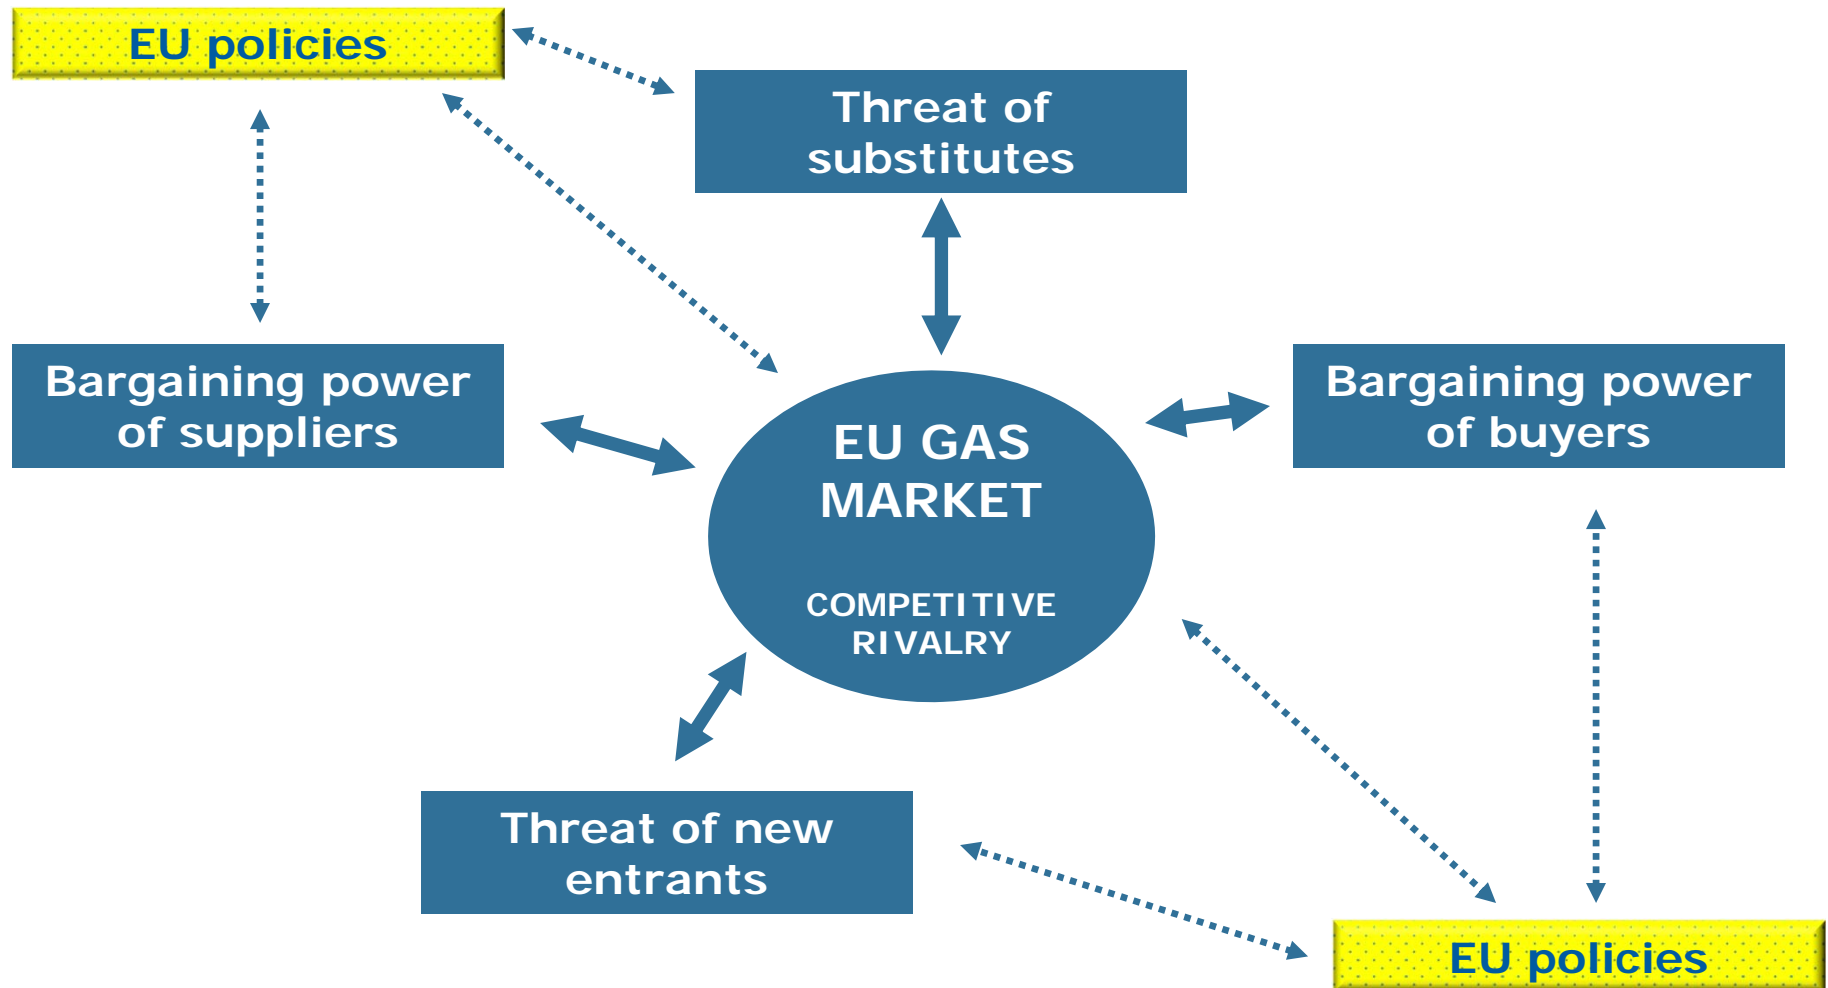 EU policies
Threat of
substitutes
Bargaining power
of suppliers
EU GAS
MARKET
COMPETITIVE
RIVALRY
Bargaining power
of buyers
Threat of new
entrants
EU policies